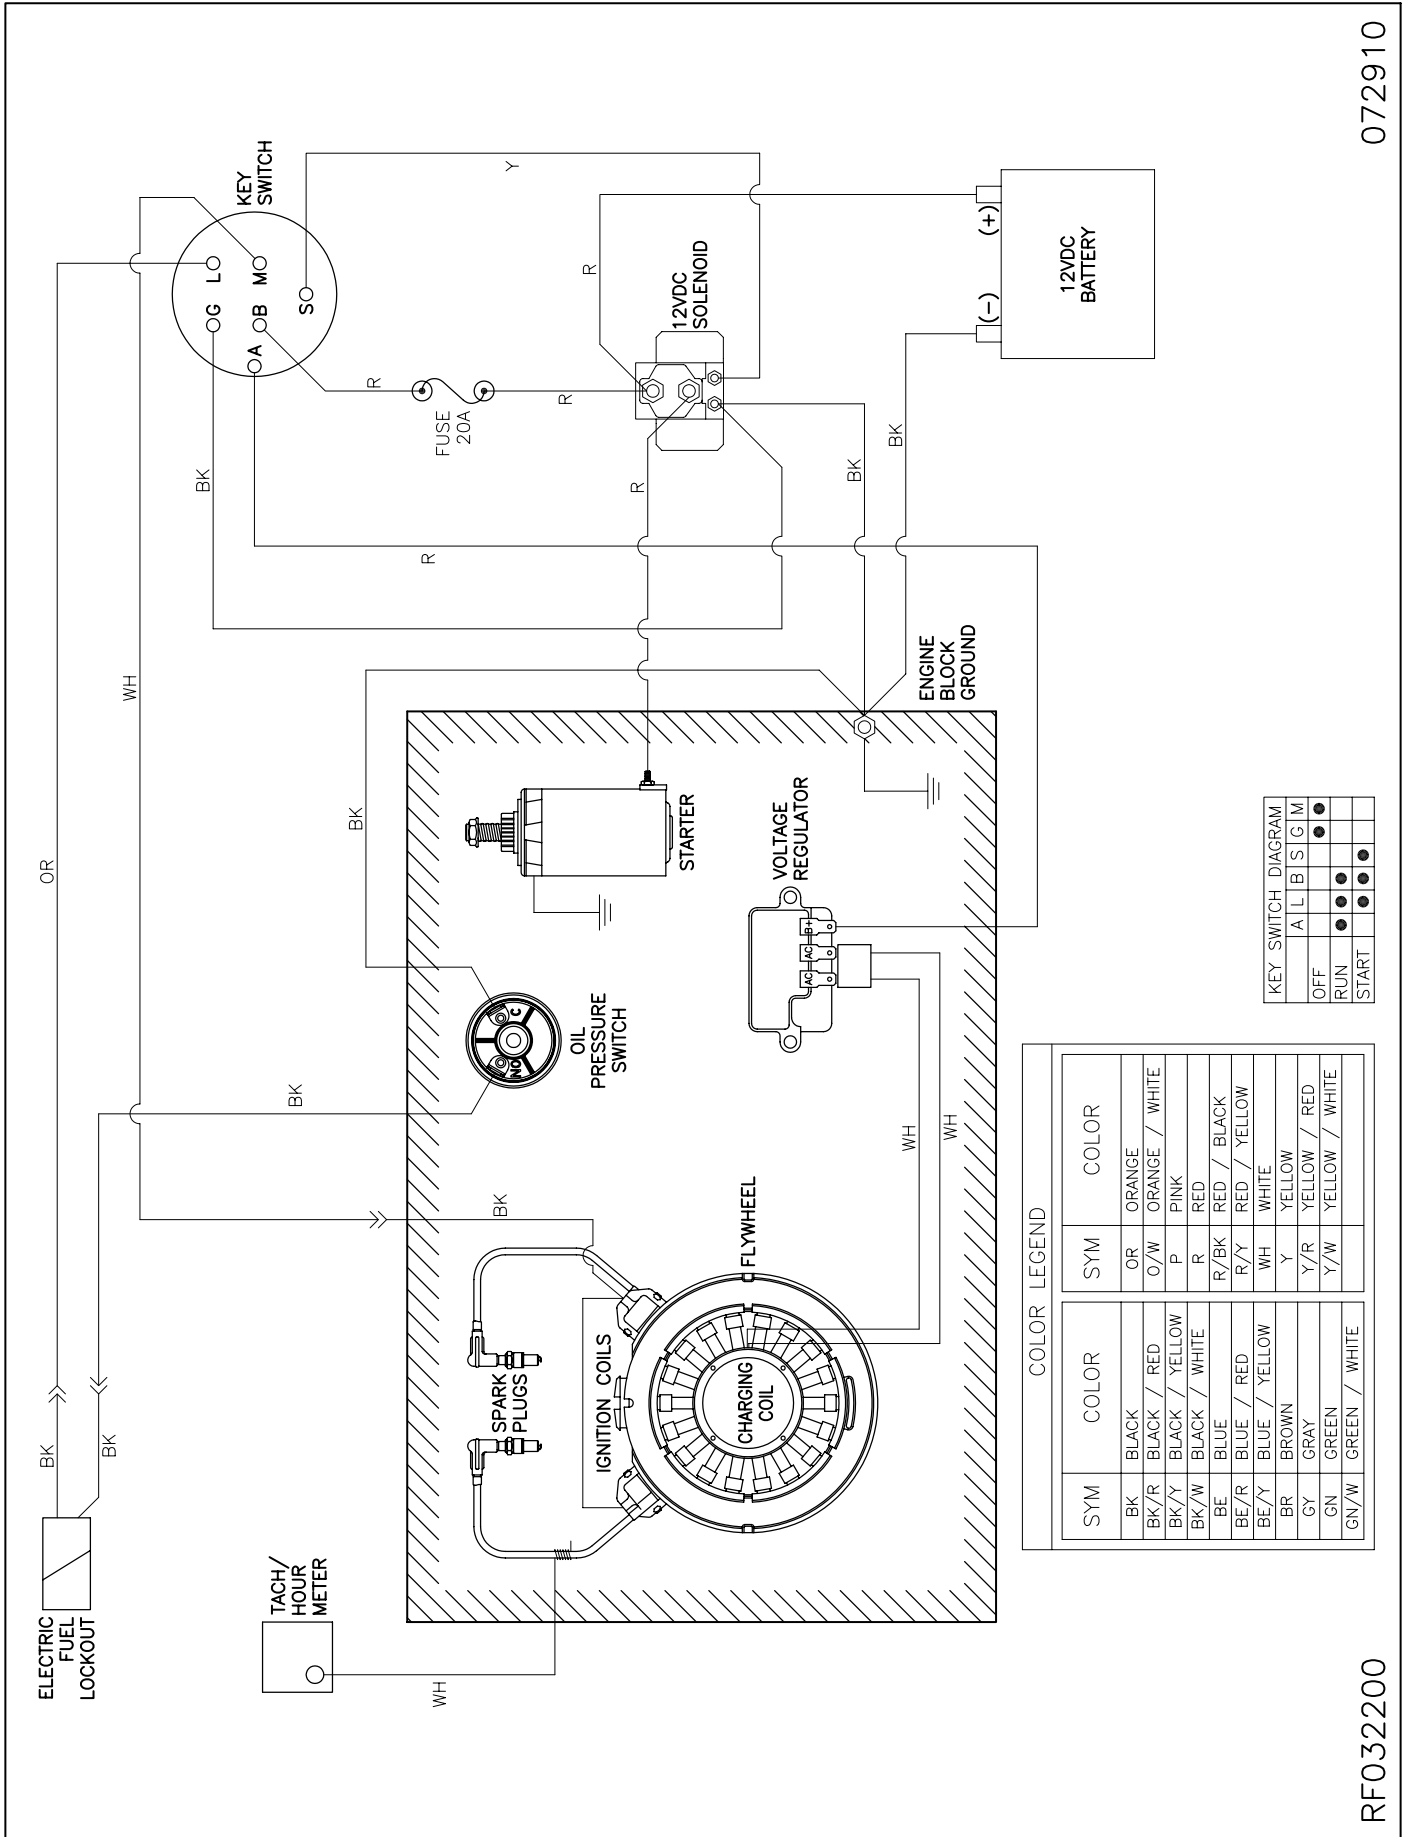 ELECTRIC
FUEL
LOCKOUT
BK
BK
OR
TACH/
HOUR
METER
WH
WH
BK
BK
BK
BK
KEY
SWITCH
G
L
A
B
M
S
R
FUSE
20A
R
R
Y
R
R
12VDC
SOLENOID
BK
BK
(-)
(+)
12VDC
BATTERY
ENGINE
BLOCK
GROUND
SPARK
PLUGS
IGNITION COILS
CHARGING
COIL
FLYWHEEL
WH
WH
NO
C
OIL
PRESSURE
SWITCH
STARTER
VOLTAGE
REGULATOR
AC
AC
B+
COLOR LEGEND
SYM COLOR SYM COLOR
BK BLACK OR ORANGE
BK/R BLACK / RED O/W ORANGE / WHITE
BK/Y BLACK / YELLOW P PINK
BK/W BLACK / WHITE R RED
BE BLUE R/BK RED / BLACK
BE/R BLUE / RED R/Y RED / YELLOW
BE/Y BLUE / YELLOW WH WHITE
BR BROWN Y YELLOW
GY GRAY Y/R YELLOW / RED
GN GREEN Y/W YELLOW / WHITE
GN/W GREEN / WHITE
KEY SWITCH DIAGRAM
A L B S G M
OFF
RUN
START
RF032200
072910